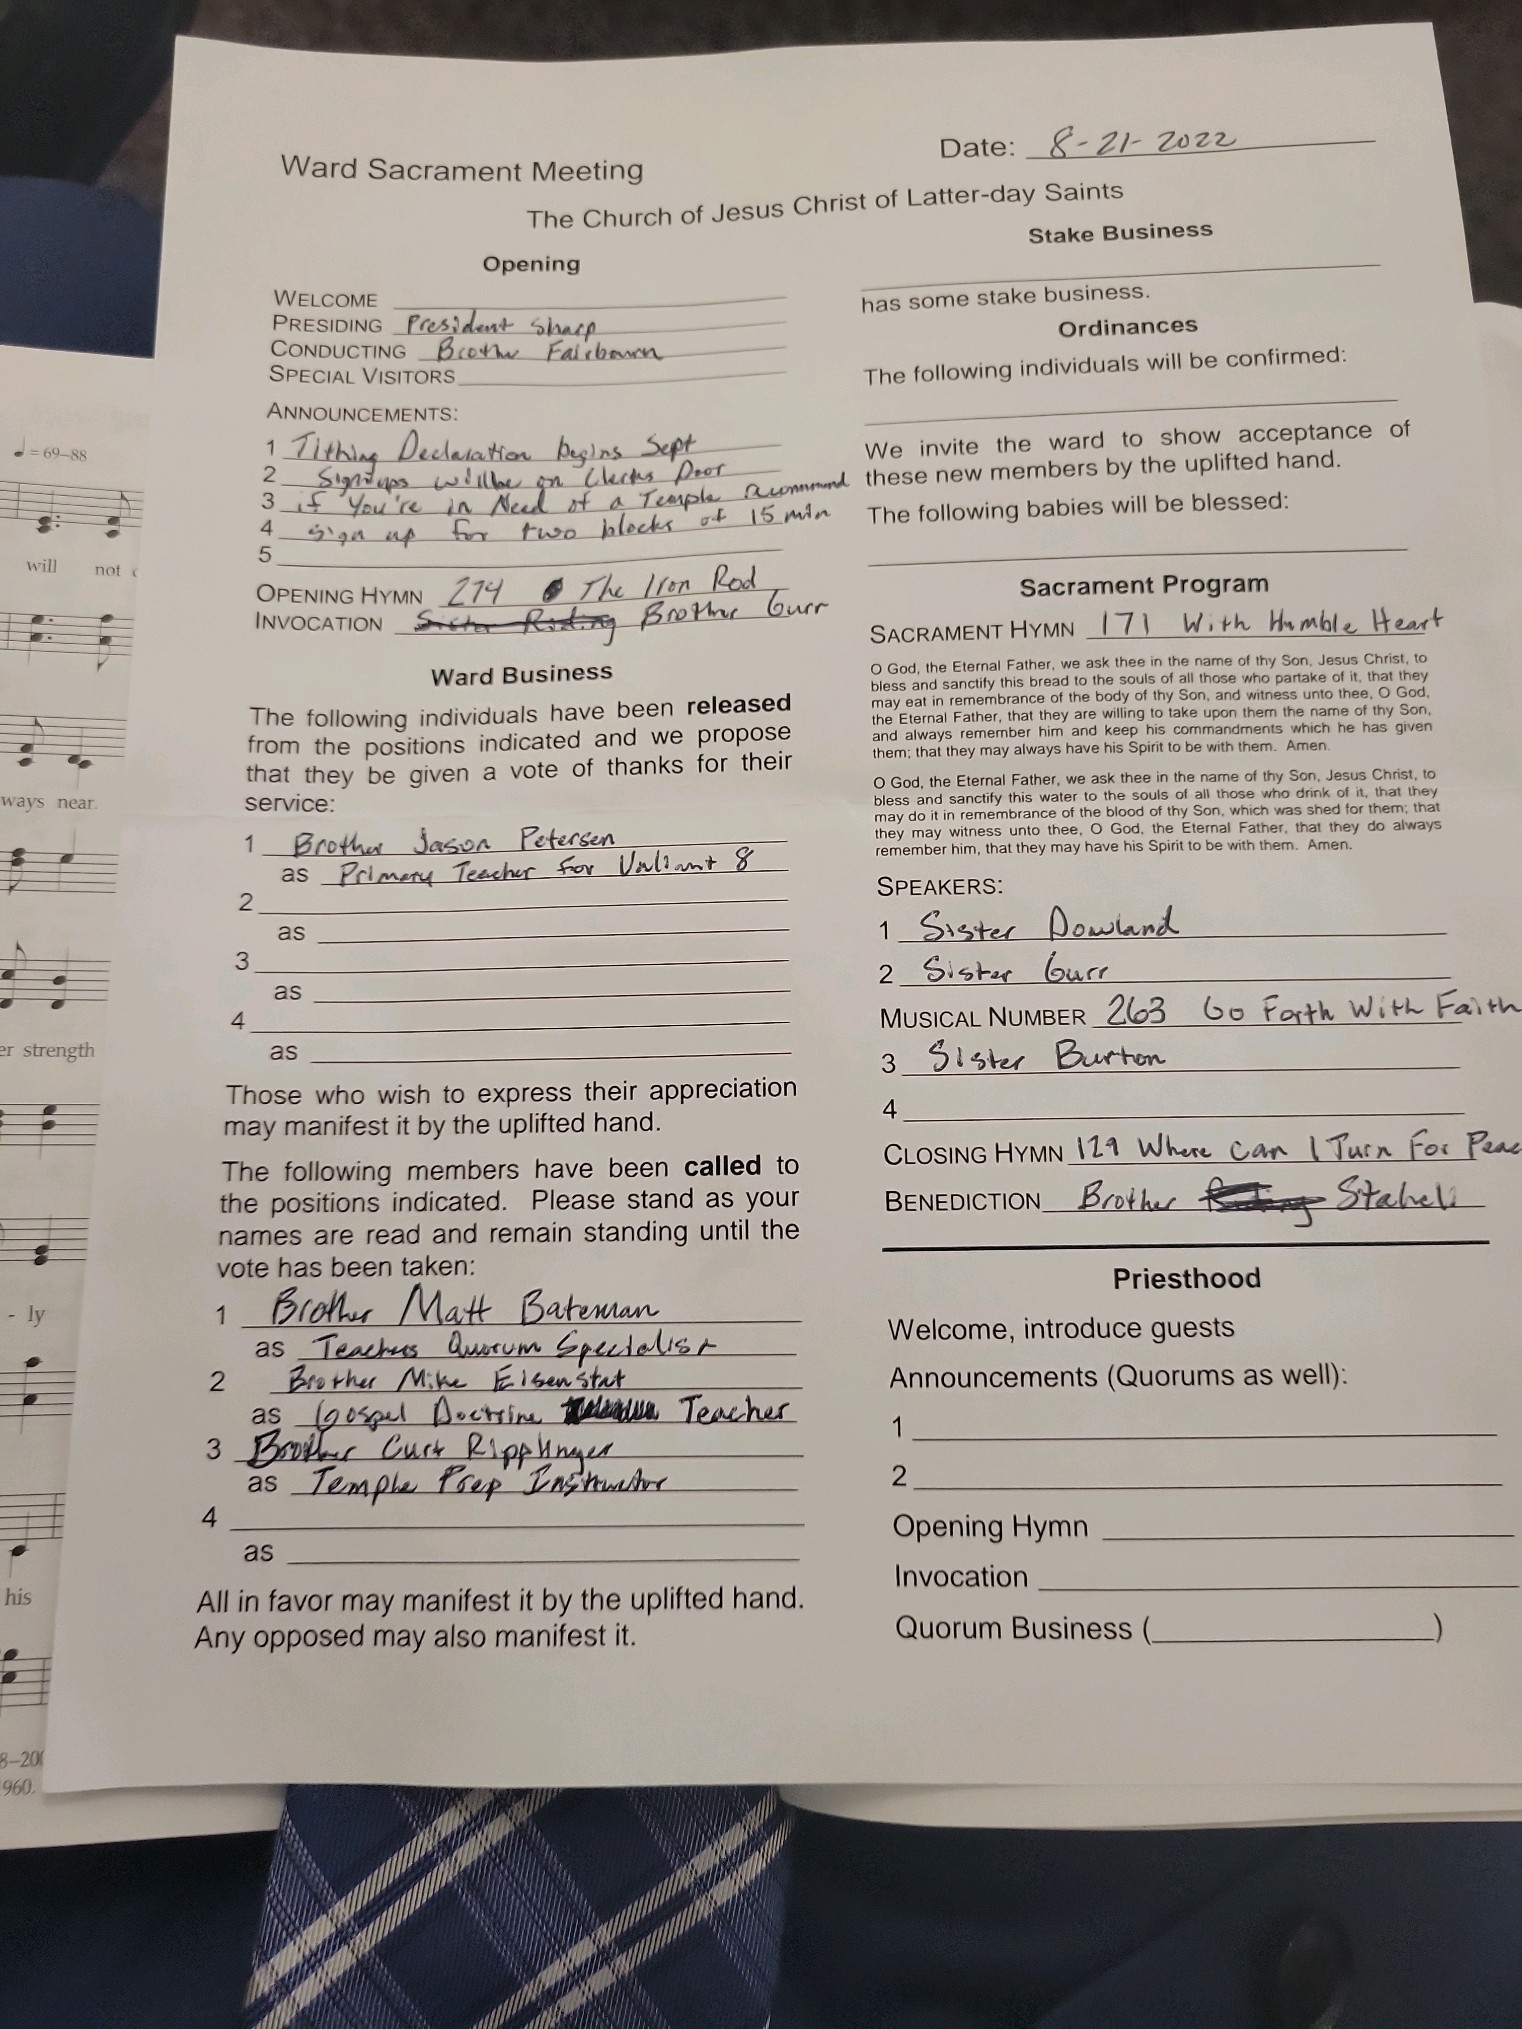 Ward Sacrament Meeting
Date: 8-21-2022
The Church of Jesus Christ of Latter-day Saints
Opening
WELCOME
PRESIDING President Sharp
CONDUCTING Brother Fairbourn
SPECIAL VISITORS
ANNOUNCEMENTS:
1 Tithing Declaration begins Sept
2 Signups will be on Clerks Door
3 if You're in Need of a Temple recommend
4 sign up for two blocks of 15 min
5
OPENING HYMN 274 The Iron Rod
INVOCATION Brother Gurr
Ward Business
The following individuals have been released
from the positions indicated and we propose
that they be given a vote of thanks for their
service:
1 Brother Jason Petersen
as Primary Teacher for Valiant 8
2
as
3
as
4
as
Those who wish to express their appreciation
may manifest it by the uplifted hand.
The following members have been called to
the positions indicated. Please stand as your
names are read and remain standing until the
vote has been taken:
1 Brother Matt Bateman
as Teachers Quorum Specialist
2 Brother Mike Eisenstat
as Gospel Doctrine Teacher
3 Brother Curt Ripplinger
as Temple Prep Instructor
4
as
All in favor may manifest it by the uplifted hand.
Any opposed may also manifest it.
Stake Business
has some stake business.
Ordinances
The following individuals will be confirmed:
We invite the ward to show acceptance of
these new members by the uplifted hand.
The following babies will be blessed:
Sacrament Program
SACRAMENT HYMN 171 With Humble Heart
O God, the Eternal Father, we ask thee in the name of thy Son, Jesus Christ, to
bless and sanctify this bread to the souls of all those who partake of it, that they
may eat in remembrance of the body of thy Son, and witness unto thee, O God,
the Eternal Father, that they are willing to take upon them the name of thy Son,
and always remember him and keep his commandments which he has given
them; that they may always have his Spirit to be with them. Amen.
O God, the Eternal Father, we ask thee in the name of thy Son, Jesus Christ, to
bless and sanctify this water to the souls of all those who drink of it, that they
may do it in remembrance of the blood of thy Son, which was shed for them; that
they may witness unto thee, O God, the Eternal Father, that they do always
remember him, that they may have his Spirit to be with them. Amen.
SPEAKERS:
1 Sister Dowland
2 Sister Gurr
MUSICAL NUMBER 263 Go Forth With Faith
3 Sister Burton
4
CLOSING HYMN 129 Where Can I Turn For Peac
BENEDICTION Brother Staheli
Priesthood
Welcome, introduce guests
Announcements (Quorums as well):
1
2
Opening Hymn
Invocation
Quorum Business ( )
= 69–88
will not
ways near.
er strength
- ly
his
8–200
960.